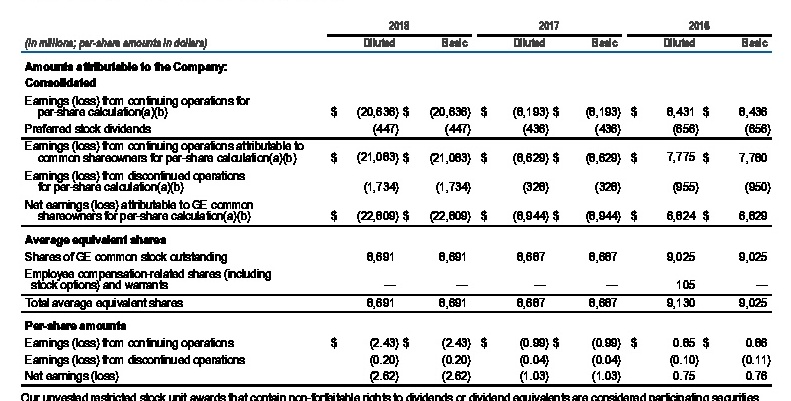 2018 2017 2016
(In millions; per-share amounts in dollars) Diluted Basic Diluted Basic Diluted Basic
Amounts attributable to the Company:
Consolidated
Earnings (loss) from continuing operations for
per-share calculation(a)(b) $ (20,636) $ (20,636) $ (8,193) $ (8,193) $ 8,431 $ 8,436
Preferred stock dividends (447) (447) (436) (436) (656) (656)
Earnings (loss) from continuing operations attributable to
common shareowners for per-share calculation(a)(b) $ (21,083) $ (21,083) $ (8,629) $ (8,629) $ 7,775 $ 7,780
Earnings (loss) from discontinued operations
for per-share calculation(a)(b) (1,734) (1,734) (955) (950)
Net earnings (loss) attributable to GE common
shareowners for per-share calculation(a)(b) $ (22,809) $ (22,809) $ (8,944) $ (8,944) $ 6,824 $ 6,829
Average equivalent shares
Shares of GE common stock outstanding 8,691 8,691 8,687 8,687 9,025 9,025
Employee compensation-related shares (including
stock options) and warrants — — — — 105 —
Total average equivalent shares 8,691 8,691 8,687 8,687 9,130 9,025
Per-share amounts
Earnings (loss) from continuing operations $ (2.43) $ (2.43) $ (0.99) $ (0.99) $ 0.85 $ 0.86
Earnings (loss) from discontinued operations (0.20) (0.20) (0.04) (0.04) (0.10) (0.11)
Net earnings (loss) (2.62) (2.62) (1.03) (1.03) 0.75 0.76
Our unvested restricted stock unit awards that contain non-forfeitable rights to dividends or dividend equivalents are considered participating securities